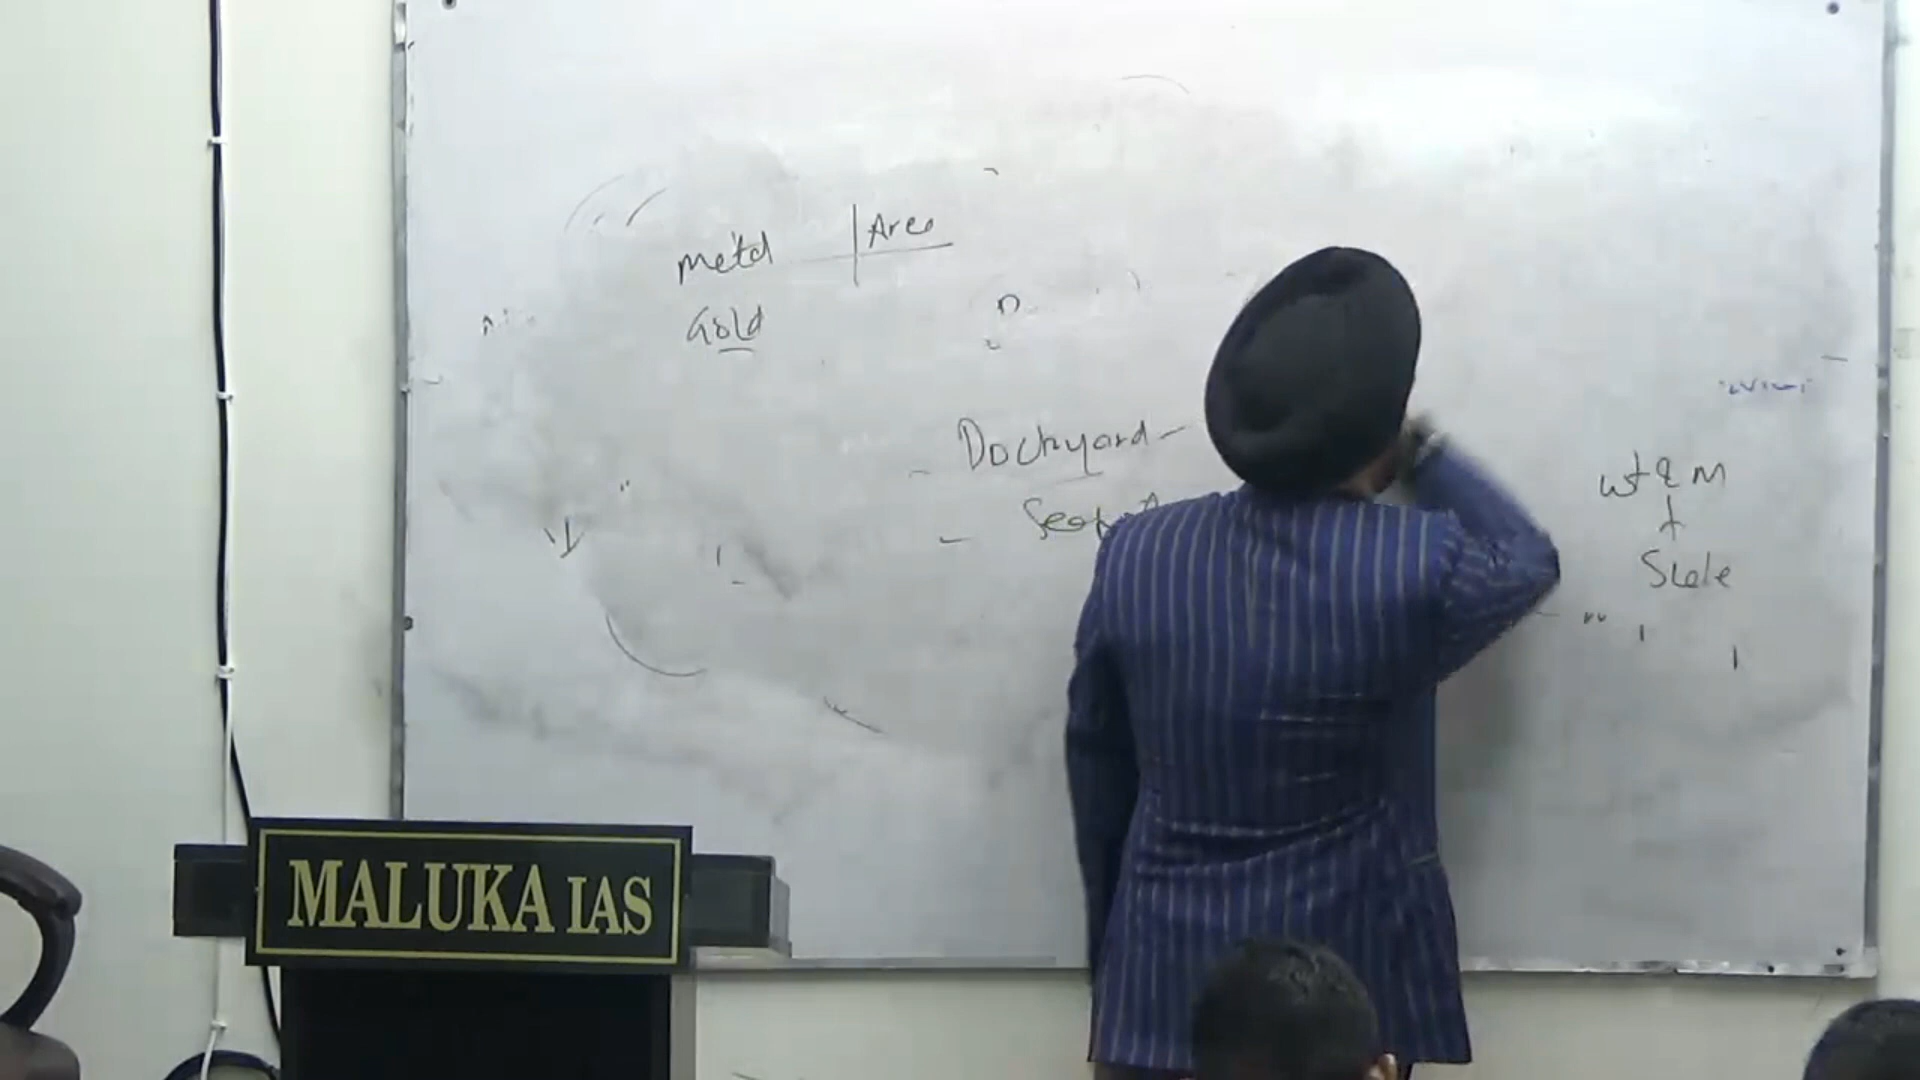 Metal | Area
Gold
- Dockyard -
-
wt & M
+
Scale
MALUKA IAS